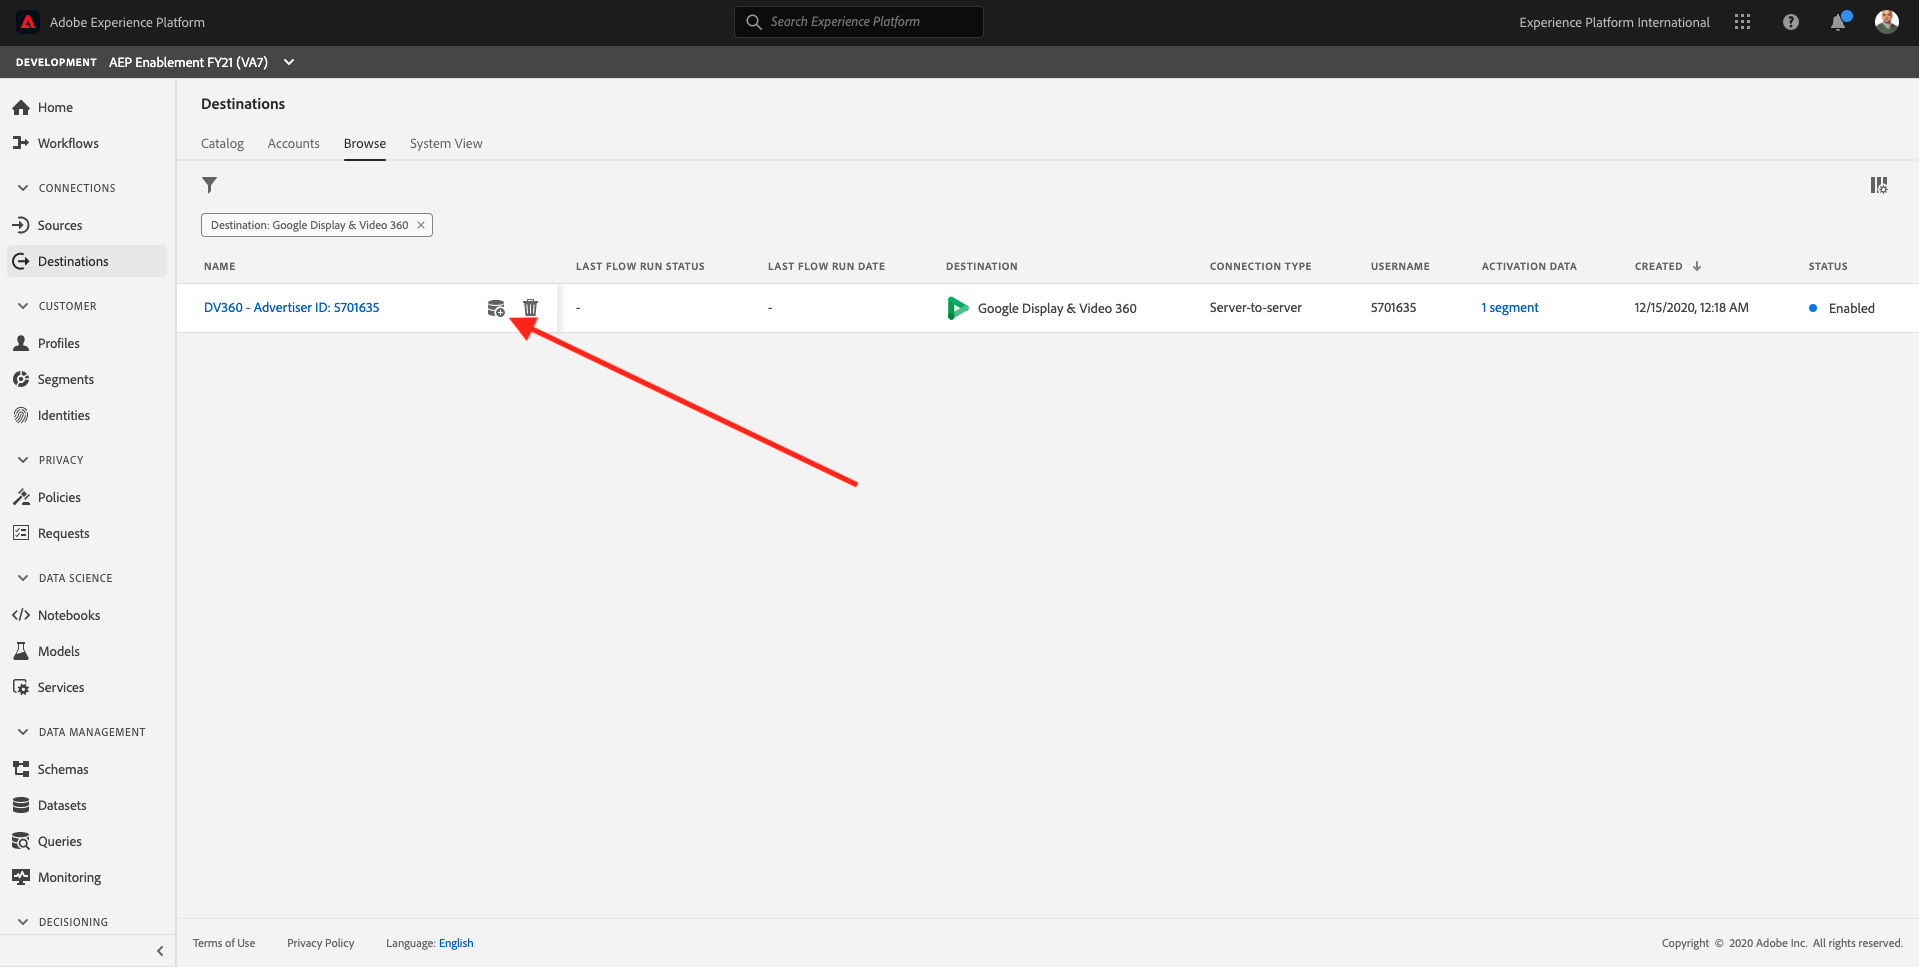 Adobe Experience Platform
Search Experience Platform
Experience Platform International
DEVELOPMENT AEP Enablement FY21 (VA7)
Home
Workflows
CONNECTIONS
Sources
Destinations
CUSTOMER
Profiles
Segments
Identities
PRIVACY
Policies
Requests
DATA SCIENCE
Notebooks
Models
Services
DATA MANAGEMENT
Schemas
Datasets
Queries
Monitoring
DECISIONING
Destinations
Catalog Accounts Browse System View
Destination: Google Display & Video 360 ×
NAME LAST FLOW RUN STATUS LAST FLOW RUN DATE DESTINATION CONNECTION TYPE USERNAME ACTIVATION DATA CREATED ↓ STATUS
DV360 - Advertiser ID: 5701635 - - Google Display & Video 360 Server-to-server 5701635 1 segment 12/15/2020, 12:18 AM Enabled
Terms of Use Privacy Policy Language: English Copyright © 2020 Adobe Inc. All rights reserved.